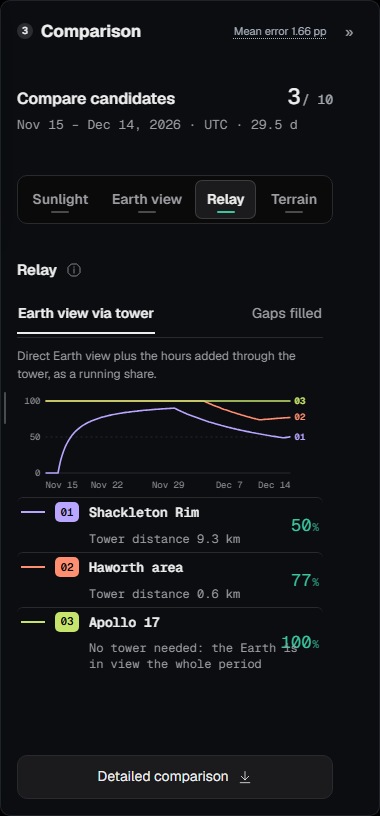 3 Comparison Mean error 1.66 pp »
Compare candidates 3 / 10
Nov 15 – Dec 14, 2026 · UTC · 29.5 d
Sunlight Earth view Relay Terrain
Relay
Earth view via tower Gaps filled
Direct Earth view plus the hours added through the
tower, as a running share.
100 03
02
50 01
0
Nov 15 Nov 22 Nov 29 Dec 7 Dec 14
01 Shackleton Rim
50%
Tower distance 9.3 km
02 Haworth area
77%
Tower distance 0.6 km
03 Apollo 17
100%
No tower needed: the Earth is
in view the whole period
Detailed comparison